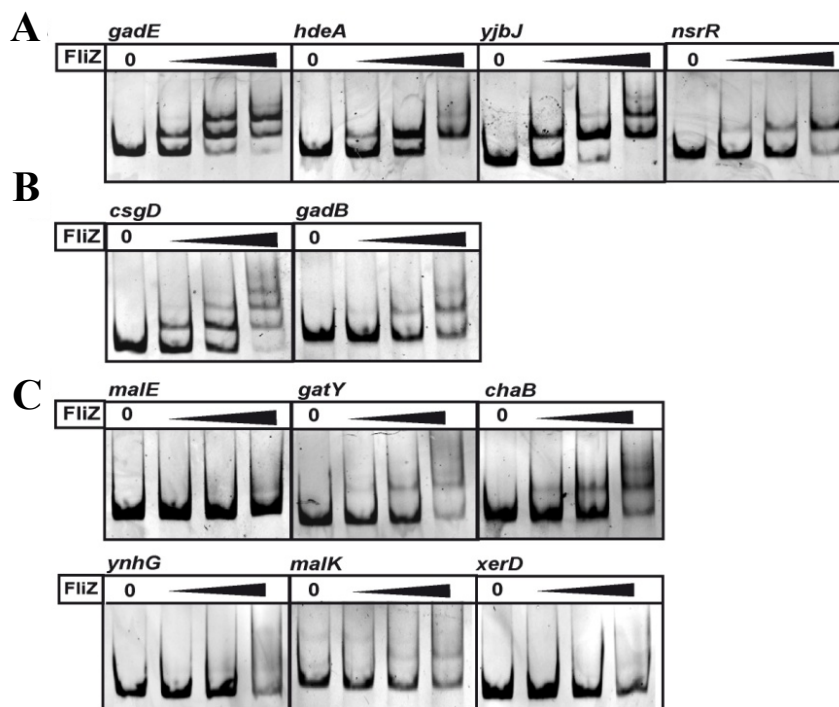 A
gadE hdeA yjbJ nsrR
FliZ 0 0 0 0
B
csgD gadB
FliZ 0 0
C
malE gatY chaB
FliZ 0 0 0
ynhG malK xerD
FliZ 0 0 0